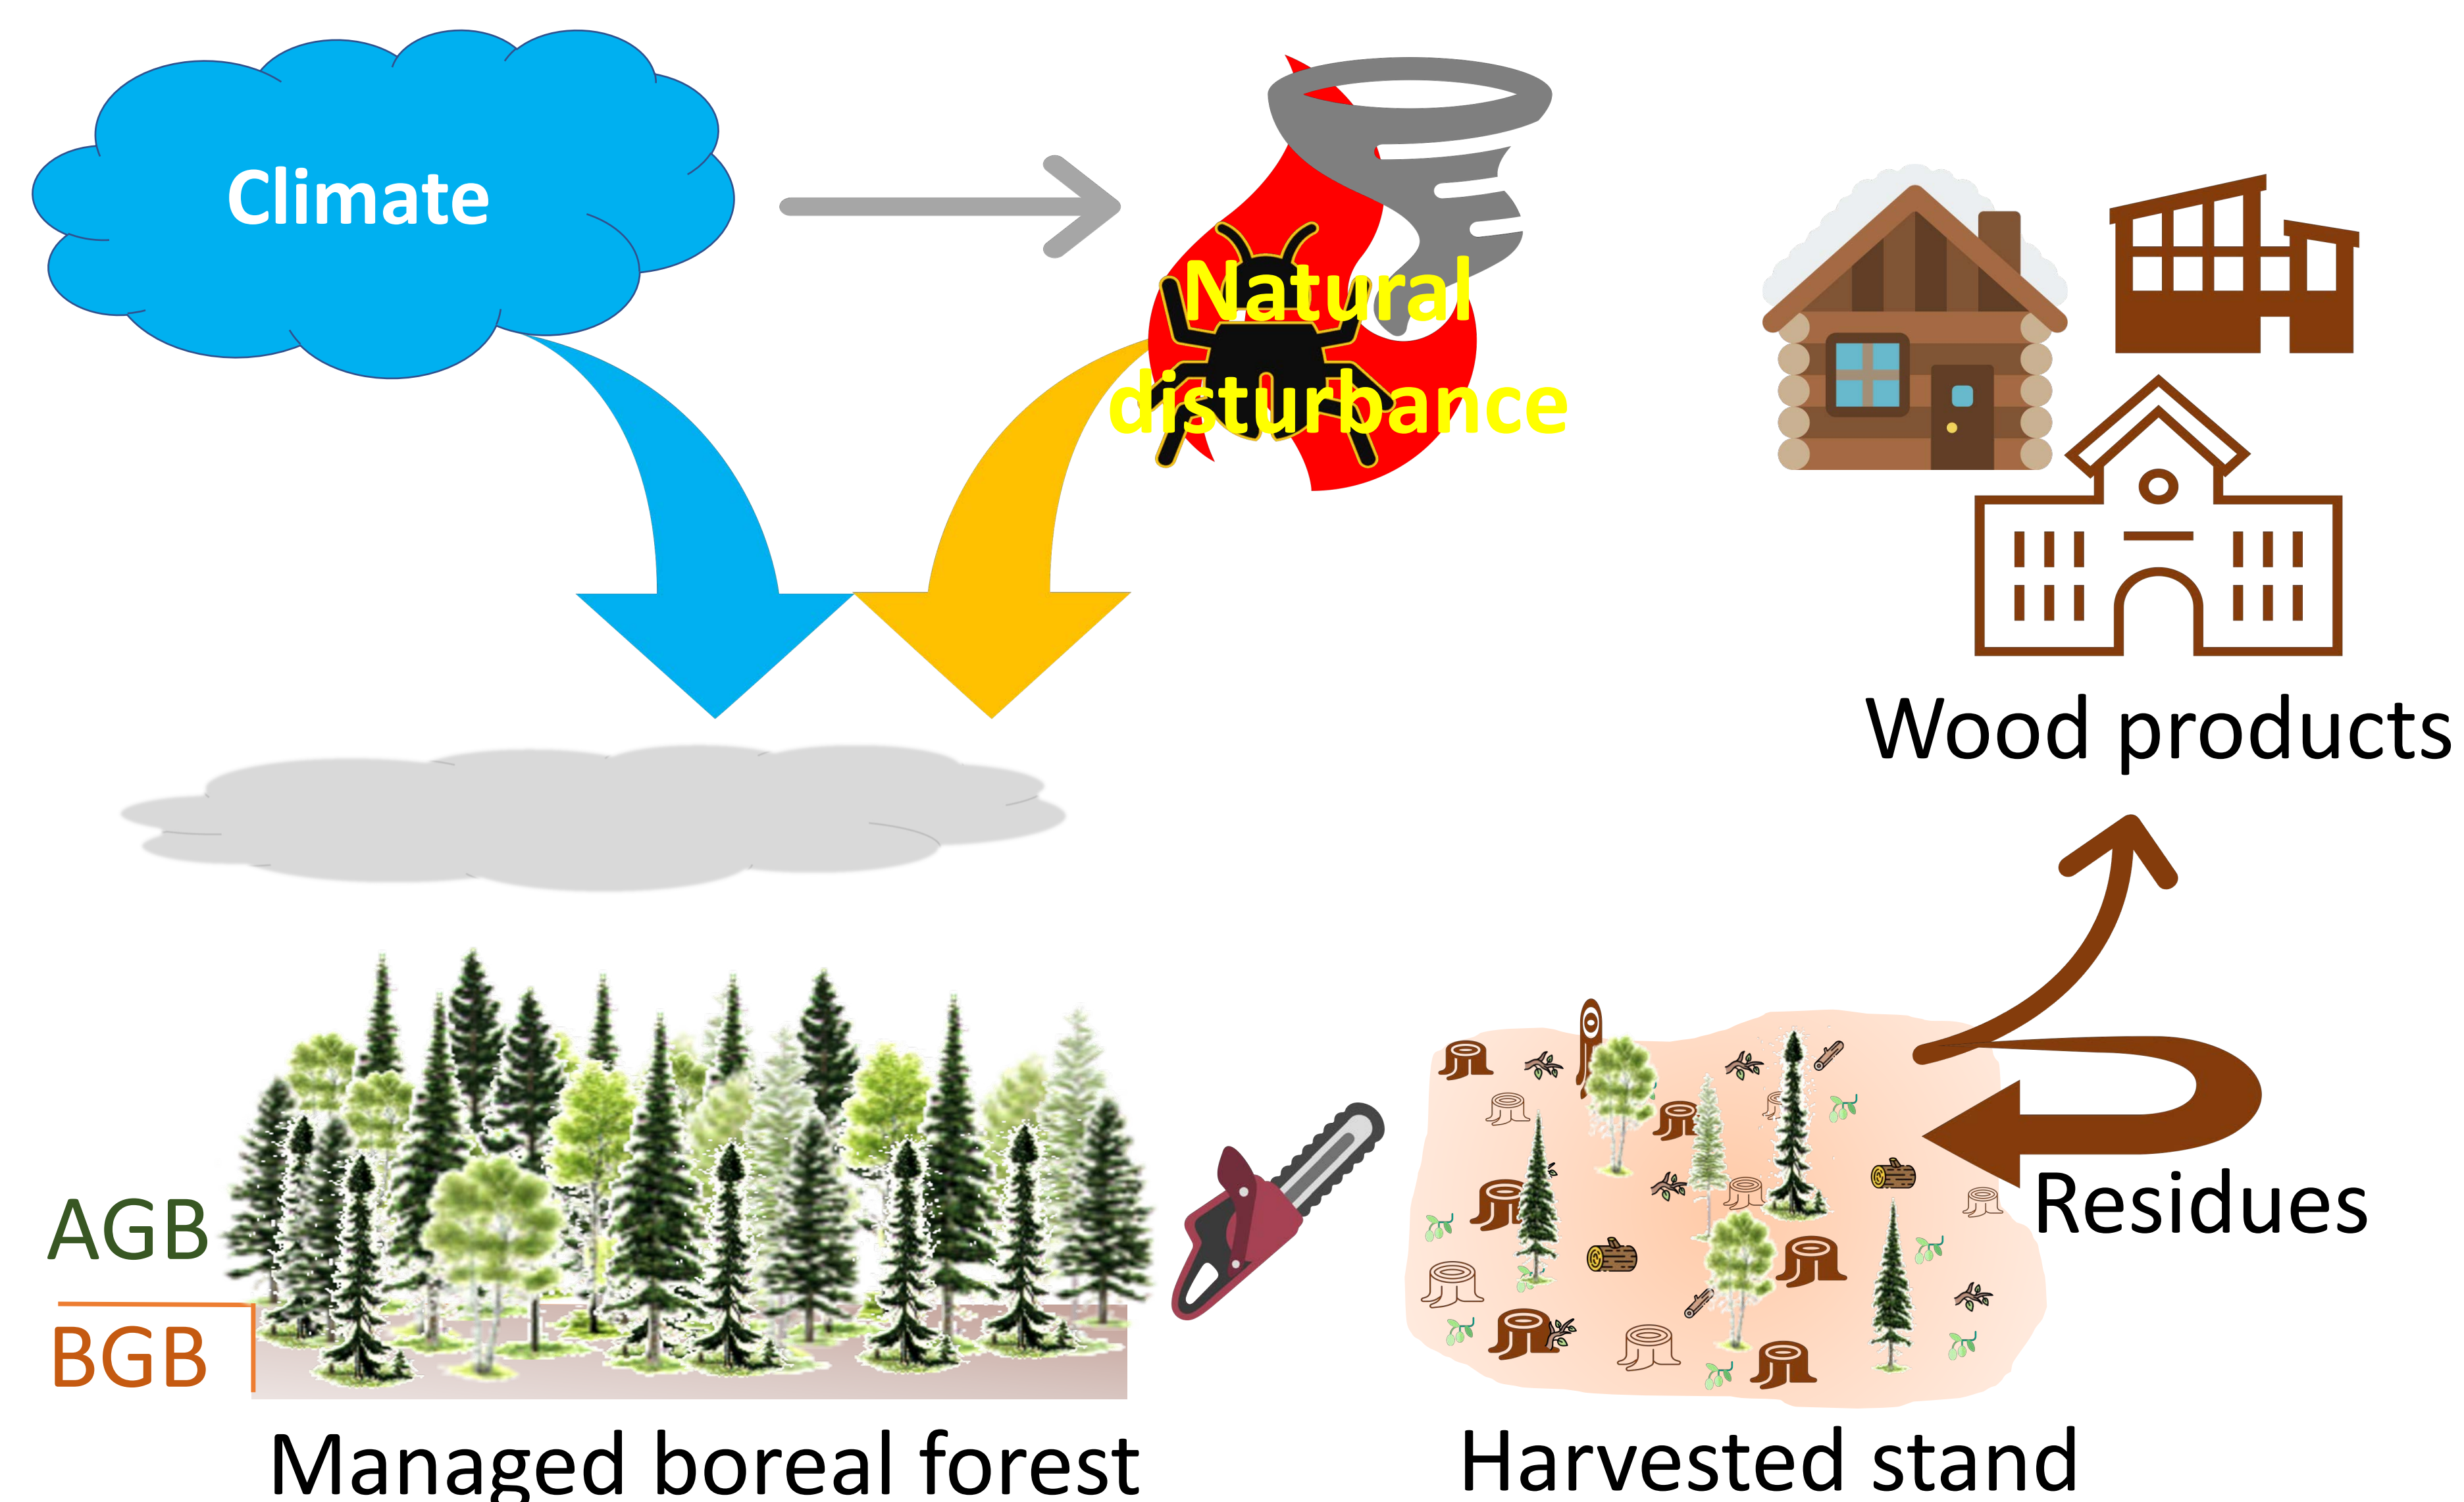 Climate
Natural
disturbance
Wood products
AGB
BGB
Residues
Managed boreal forest
Harvested stand